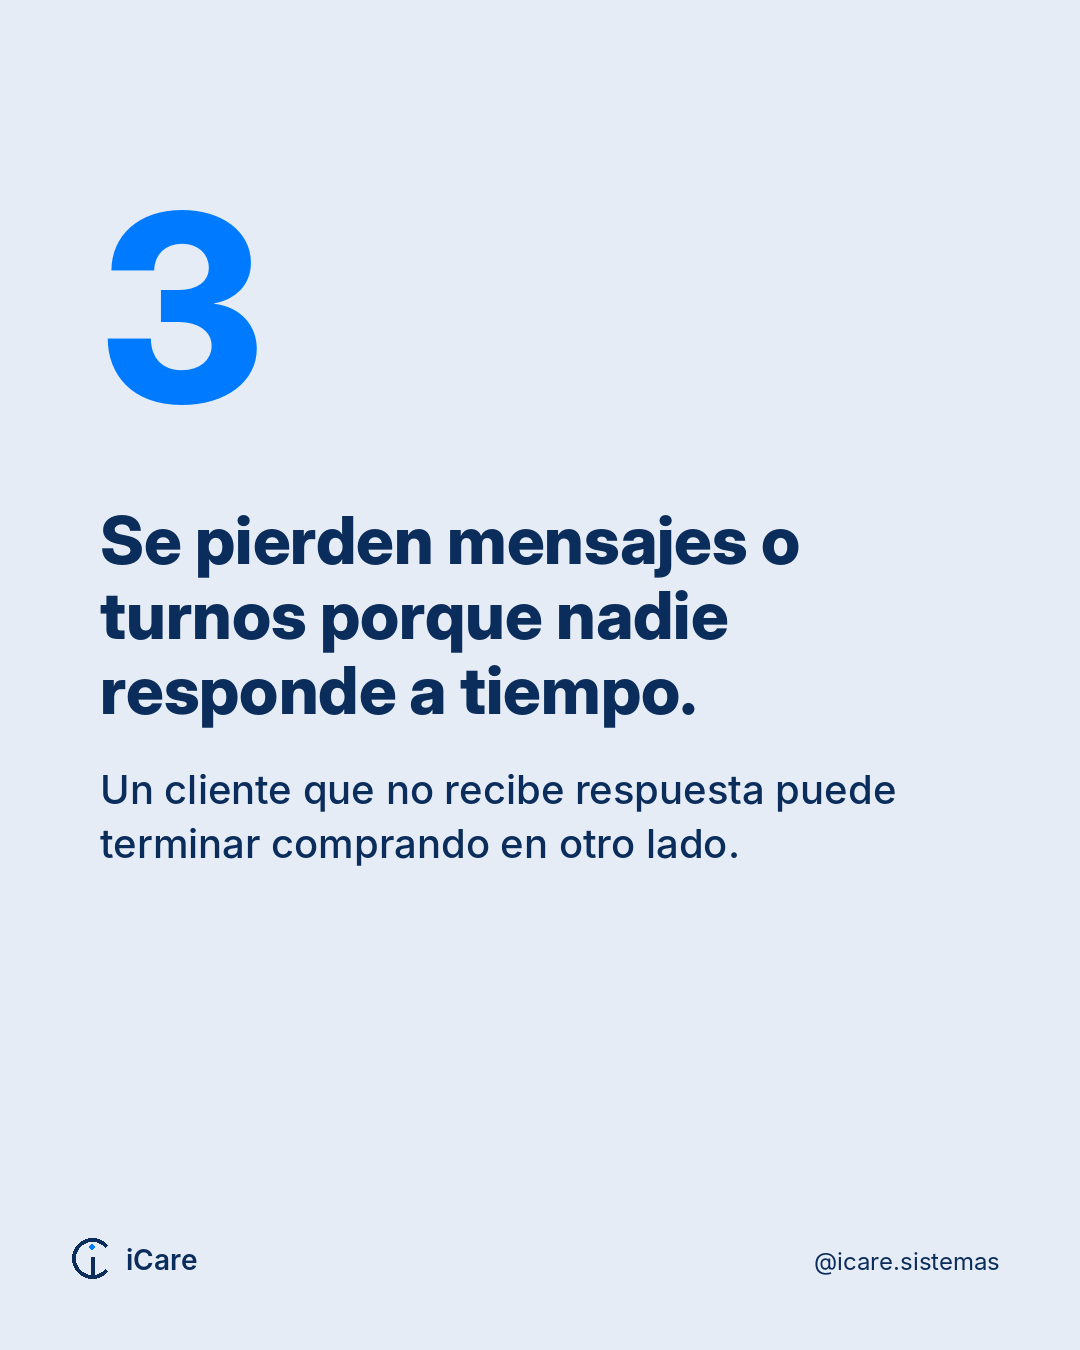 3
Se pierden mensajes o
turnos porque nadie
responde a tiempo.
Un cliente que no recibe respuesta puede
terminar comprando en otro lado.
iCare
@icare.sistemas